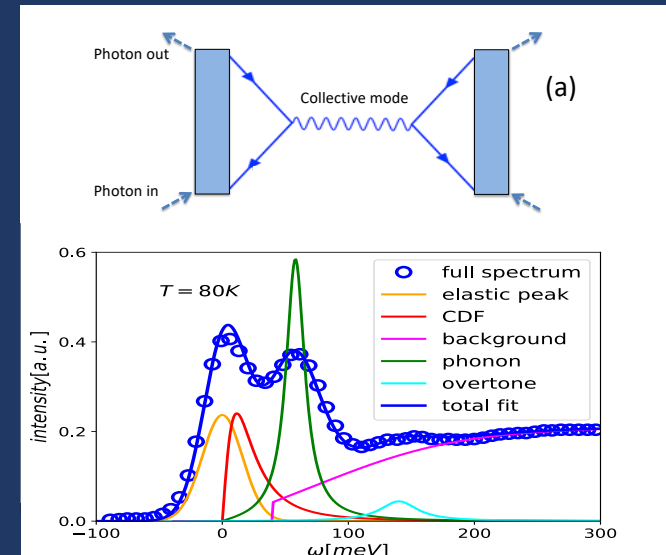 Photon out
(a)
Collective mode
Photon in
0.6
T = 80K
full spectrum
elastic peak
CDF
background
phonon
overtone
total fit
intensity[a.u.]
0.4
0.2
0.0
−100
0
100
200
300
ω[meV]